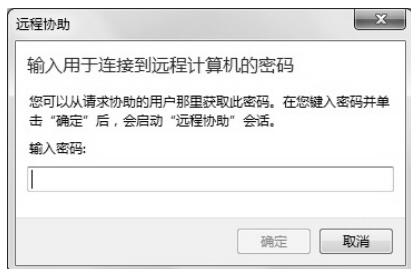 远程协助
输入用于连接到远程计算机的密码
您可以从请求协助的用户那里获取此密码。在您键入密码并单
击“确定”后，会启动“远程协助”会话。
输入密码:
确定 取消